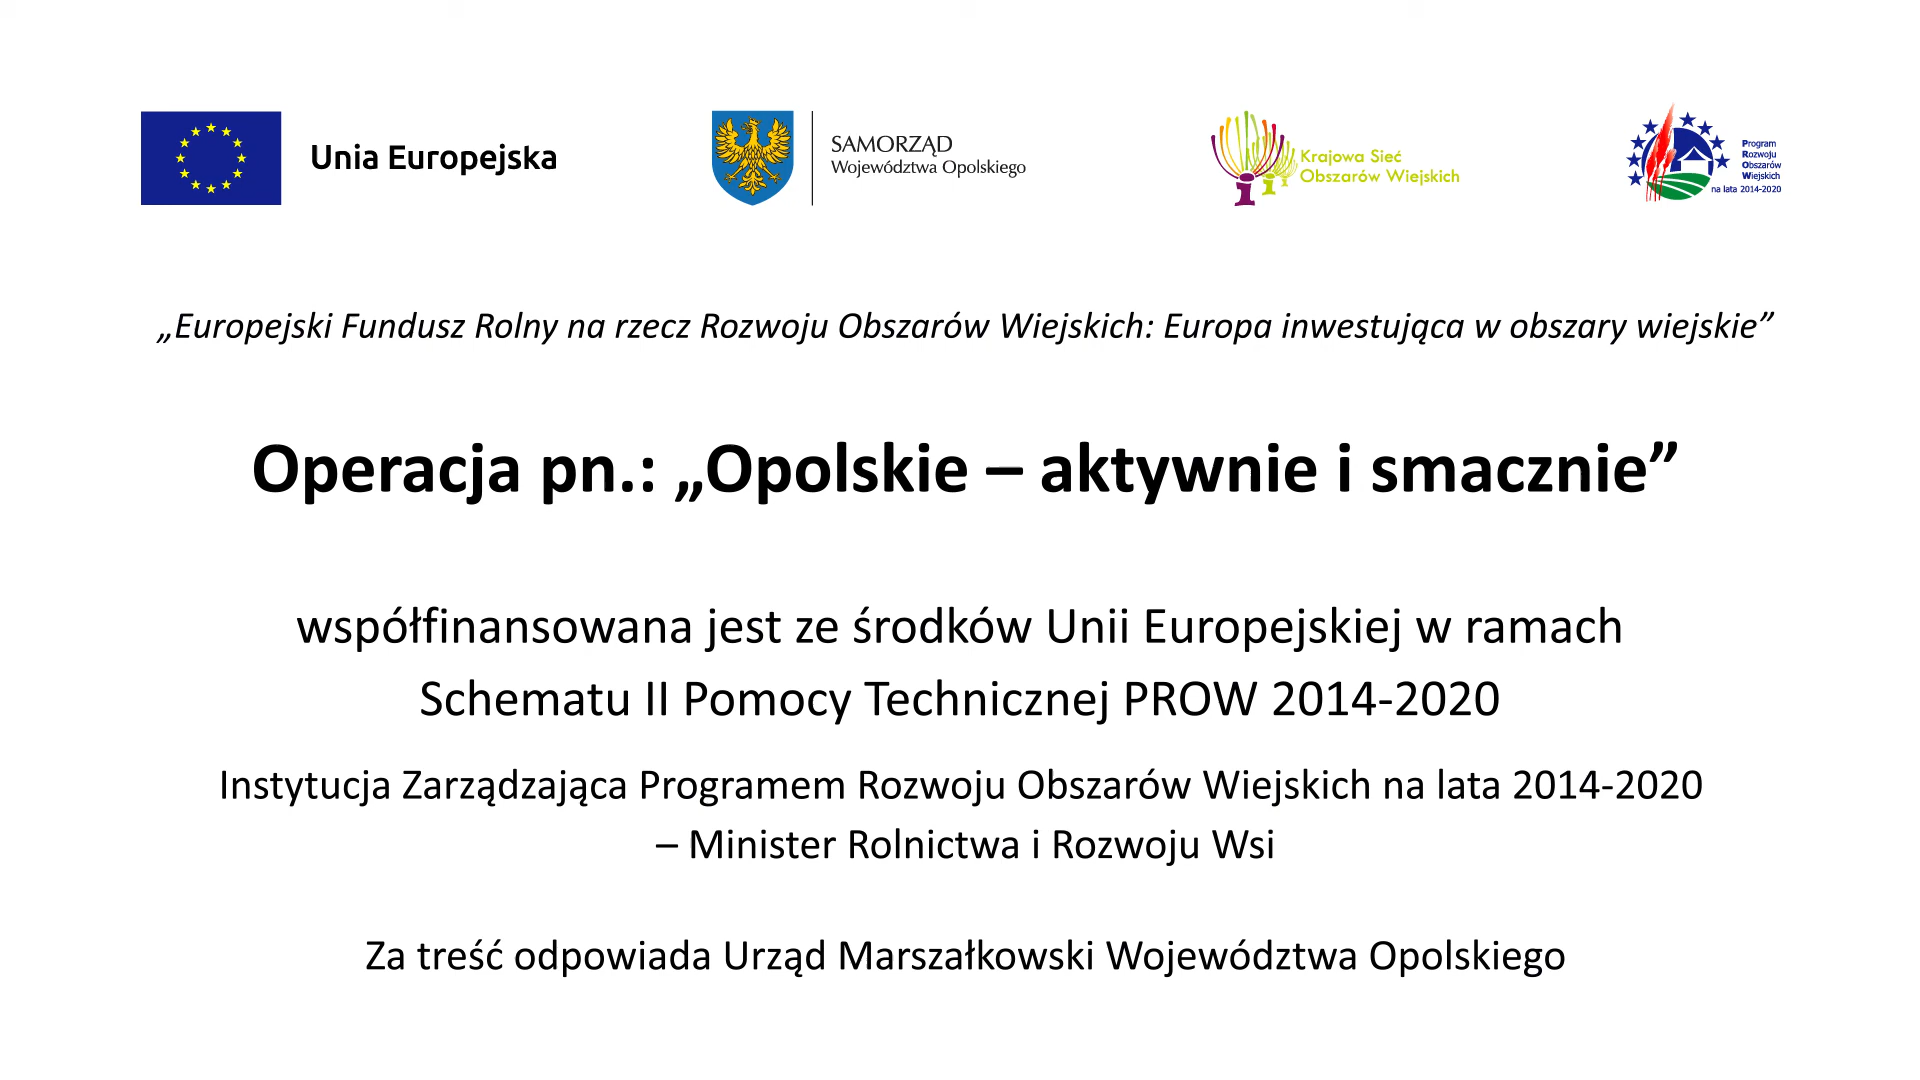 Unia Europejska
SAMORZĄD
Województwa Opolskiego
Krajowa Sieć
Obszarów Wiejskich
Program
Rozwoju
Obszarów
Wiejskich
na lata 2014-2020
„Europejski Fundusz Rolny na rzecz Rozwoju Obszarów Wiejskich: Europa inwestująca w obszary wiejskie”
Operacja pn.: „Opolskie – aktywnie i smacznie”
współfinansowana jest ze środków Unii Europejskiej w ramach
Schematu II Pomocy Technicznej PROW 2014-2020
Instytucja Zarządzająca Programem Rozwoju Obszarów Wiejskich na lata 2014-2020
– Minister Rolnictwa i Rozwoju Wsi
Za treść odpowiada Urząd Marszałkowski Województwa Opolskiego